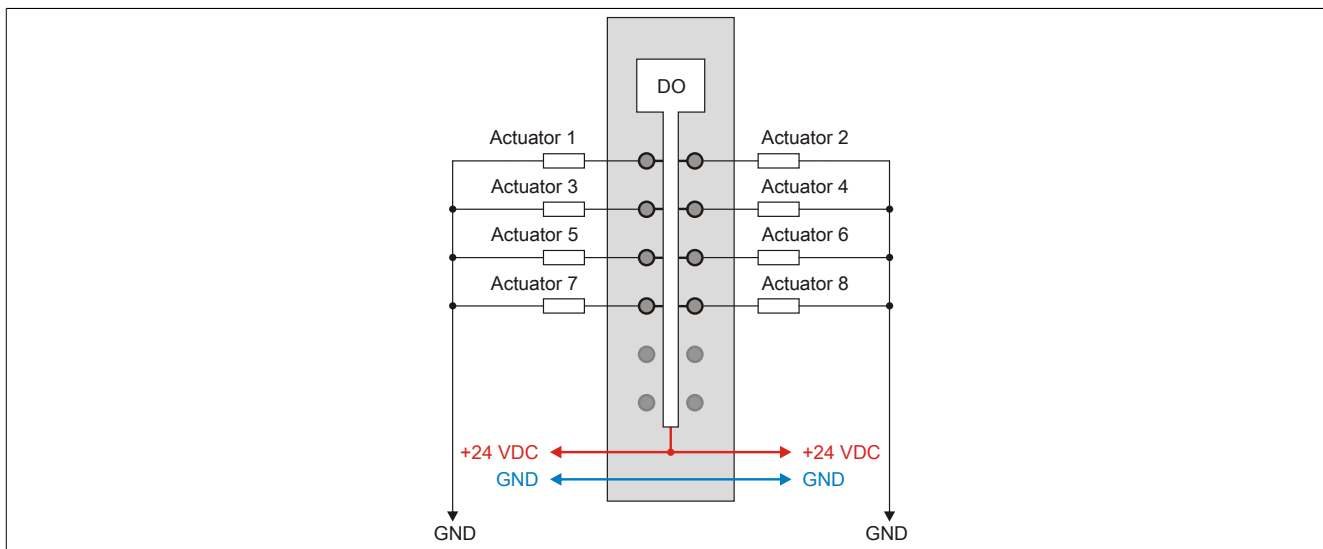 DO
Actuator 1
Actuator 2
Actuator 3
Actuator 4
Actuator 5
Actuator 6
Actuator 7
Actuator 8
+24 VDC
+24 VDC
GND
GND
GND
GND